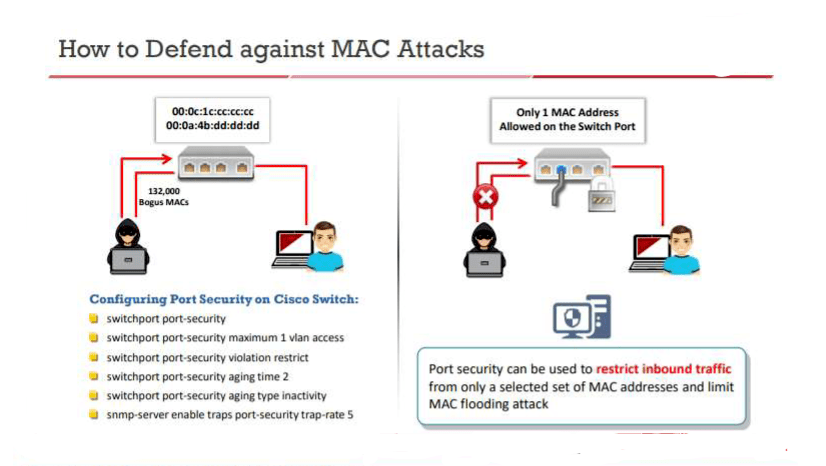 How to Defend against MAC Attacks
00:0c:1c:cc:cc:cc
00:0a:4b:dd:dd:dd
132,000
Bogus MACs
Configuring Port Security on Cisco Switch:
switchport port-security
switchport port-security maximum 1 vlan access
switchport port-security violation restrict
switchport port-security aging time 2
switchport port-security aging type inactivity
snmp-server enable traps port-security trap-rate 5
Only 1 MAC Address
Allowed on the Switch Port
Port security can be used to restrict inbound traffic
from only a selected set of MAC addresses and limit
MAC flooding attack